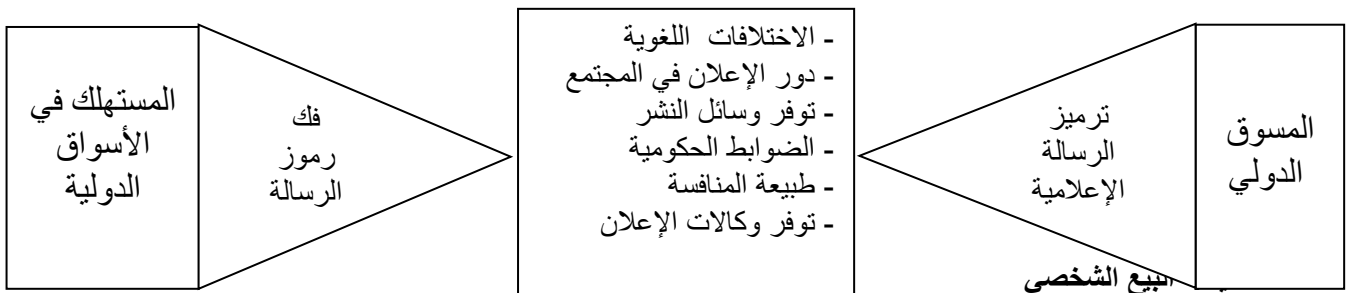 المسوق
الدولي
ترميز
الرسالة
الإعلامية
- الاختلافات اللغوية
- دور الإعلان في المجتمع
- توفر وسائل النشر
- الضوابط الحكومية
- طبيعة المنافسة
- توفر وكالات الإعلان
فك
رموز
الرسالة
المستهلك في
الأسواق
الدولية
البيع الشخصي